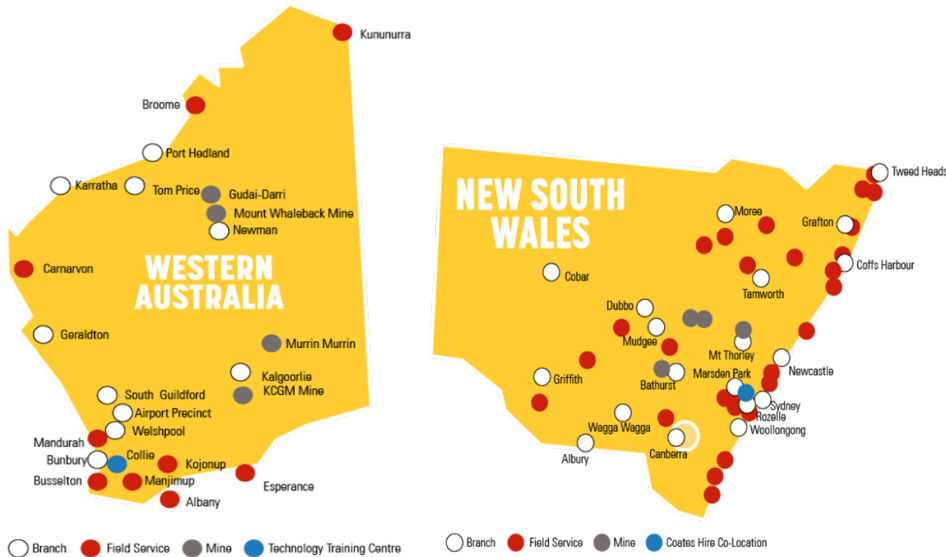 Kununurra
Broome
Port Hedland
Karratha
Tom Price
Gudai-Darri
Mount Whaleback Mine
Newman
Carnarvon
WESTERN
AUSTRALIA
Geraldton
Murrin Murrin
Kalgoorlie
KCGM Mine
South Guildford
Airport Precinct
Welshpool
Mandurah
Bunbury
Collie
Kojonup
Busselton
Manjimup
Esperance
Albany
Branch
Field Service
Mine
Technology Training Centre
NEW SOUTH
WALES
Tweed Heads
Moree
Grafton
Cobar
Coffs Harbour
Tamworth
Dubbo
Mudgee
Mt Thorley
Newcastle
Griffith
Bathurst
Marsden Park
Sydney
Rozelle
Wagga Wagga
Woollongong
Albury
Canberra
Branch
Field Service
Mine
Coates Hire Co-Location